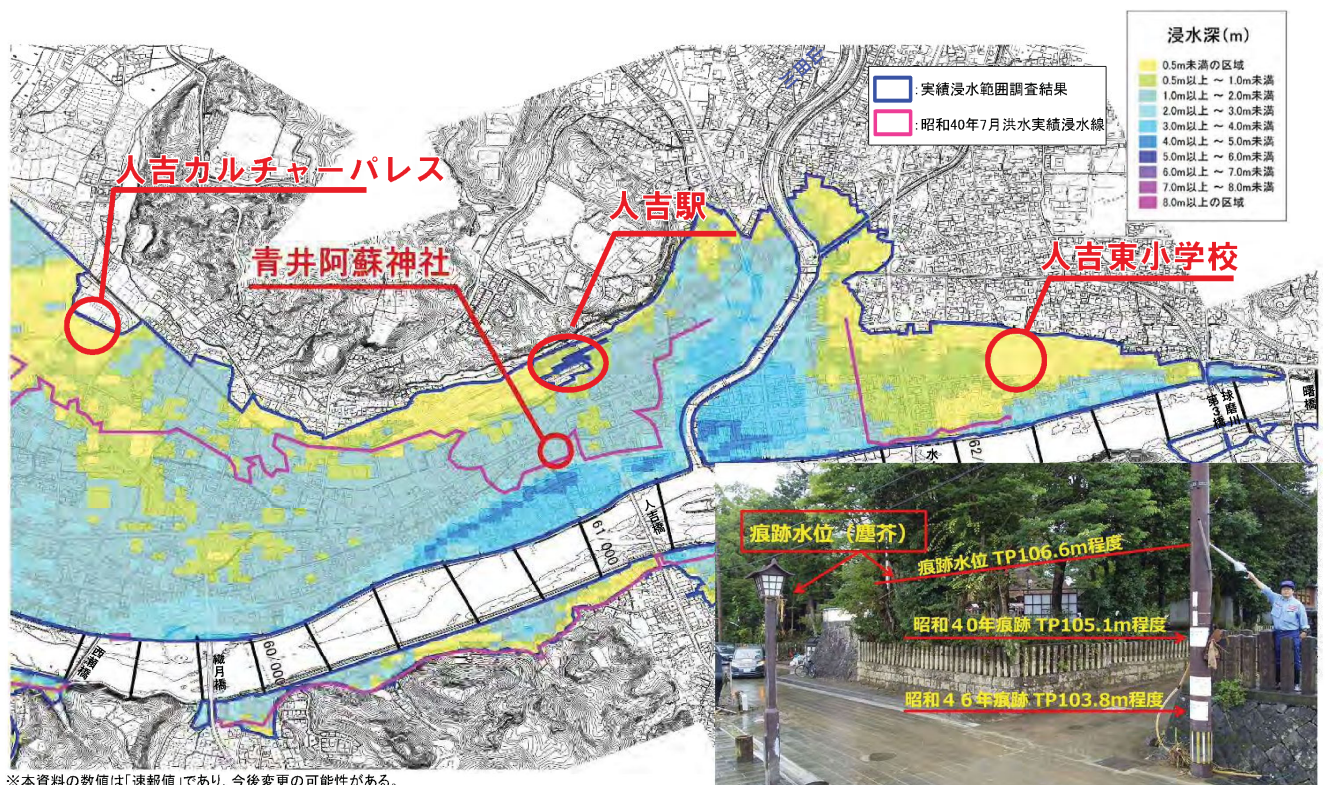 浸水深(m)
0.5m未満の区域
0.5m以上 ～ 1.0m未満
1.0m以上 ～ 2.0m未満
2.0m以上 ～ 3.0m未満
3.0m以上 ～ 4.0m未満
4.0m以上 ～ 5.0m未満
5.0m以上 ～ 6.0m未満
6.0m以上 ～ 7.0m未満
7.0m以上 ～ 8.0m未満
8.0m以上の区域
:実績浸水範囲調査結果
:昭和40年7月洪水実績浸水線
人吉カルチャーパレス
人吉駅
青井阿蘇神社
人吉東小学校
曙橋
球磨川
第3橋
62
水
人吉橋
61/000
60/000
繊月橋
西瀬橋
痕跡水位（塵芥）
痕跡水位 TP106.6m程度
昭和４０年痕跡 TP105.1m程度
昭和４６年痕跡 TP103.8m程度
※本資料の数値は「速報値」であり、今後変更の可能性がある。